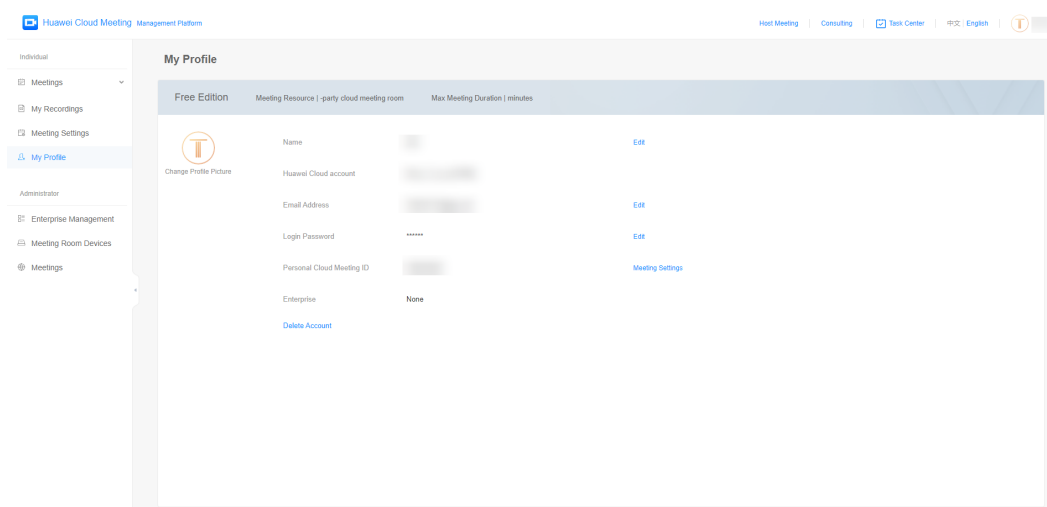 Huawei Cloud Meeting Management Platform
Host Meeting Consulting Task Center 中文 | English
Individual
Meetings
My Recordings
Meeting Settings
My Profile
Administrator
Enterprise Management
Meeting Room Devices
Meetings
My Profile
Free Edition Meeting Resource | -party cloud meeting room Max Meeting Duration | minutes
Change Profile Picture
Name Edit
Huawei Cloud account
Email Address Edit
Login Password ****** Edit
Personal Cloud Meeting ID Meeting Settings
Enterprise None
Delete Account